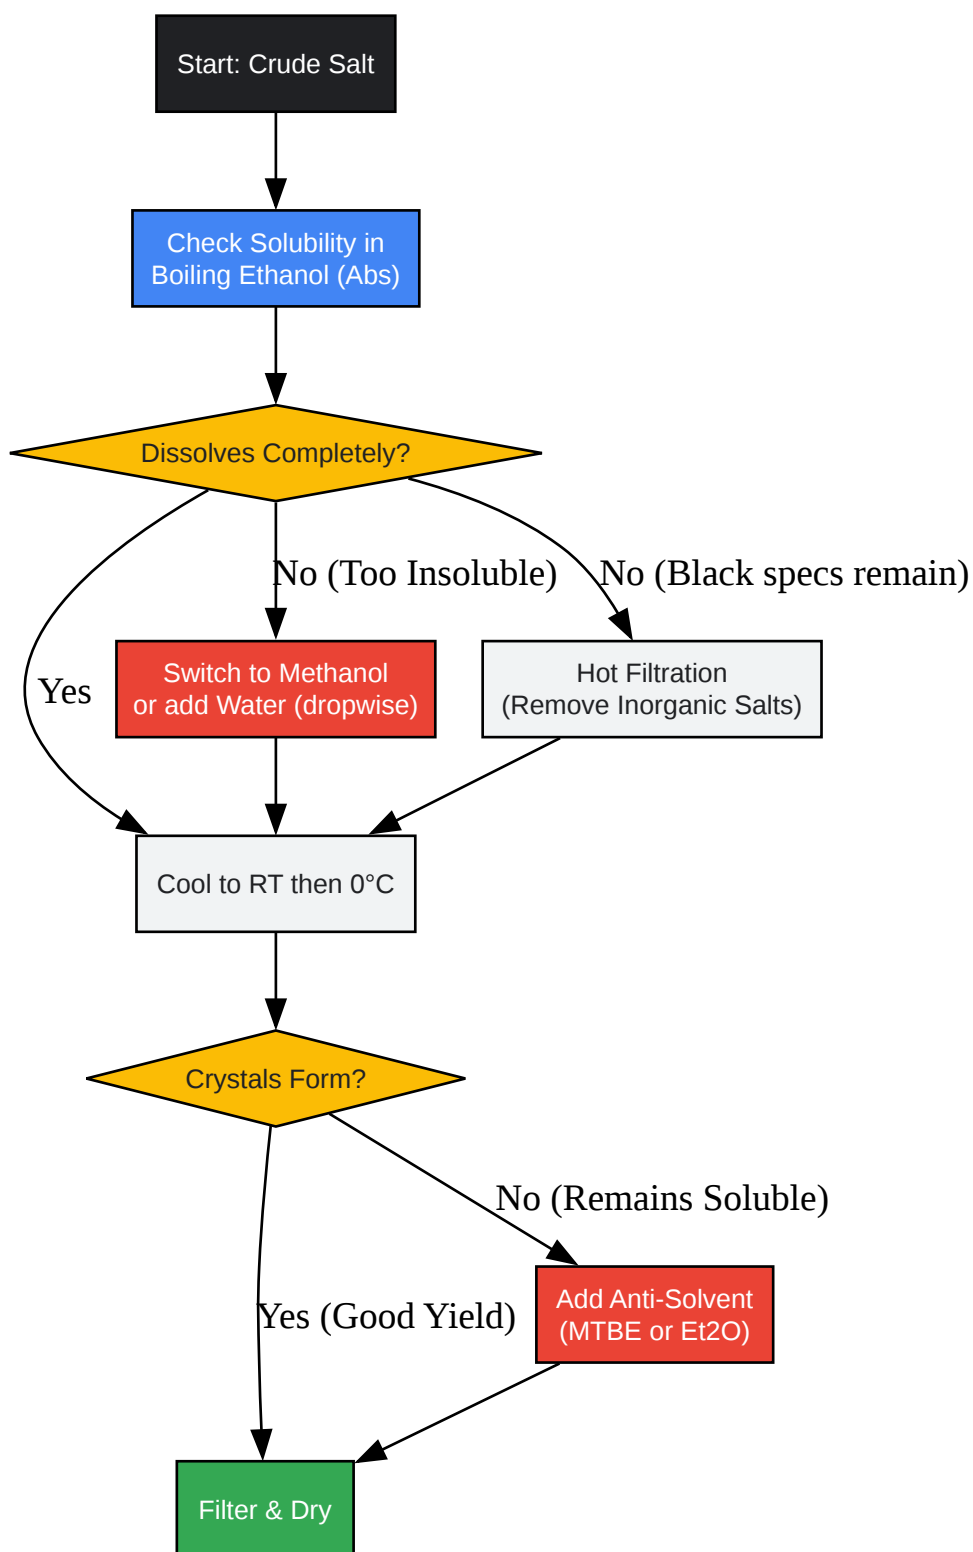 Start: Crude Salt
Check Solubility in
Boiling Ethanol (Abs)
Dissolves Completely?
No (Too Insoluble)
No (Black specs remain)
Yes
Switch to Methanol
or add Water (dropwise)
Hot Filtration
(Remove Inorganic Salts)
Cool to RT then 0°C
Crystals Form?
No (Remains Soluble)
Yes (Good Yield)
Add Anti-Solvent
(MTBE or Et2O)
Filter & Dry